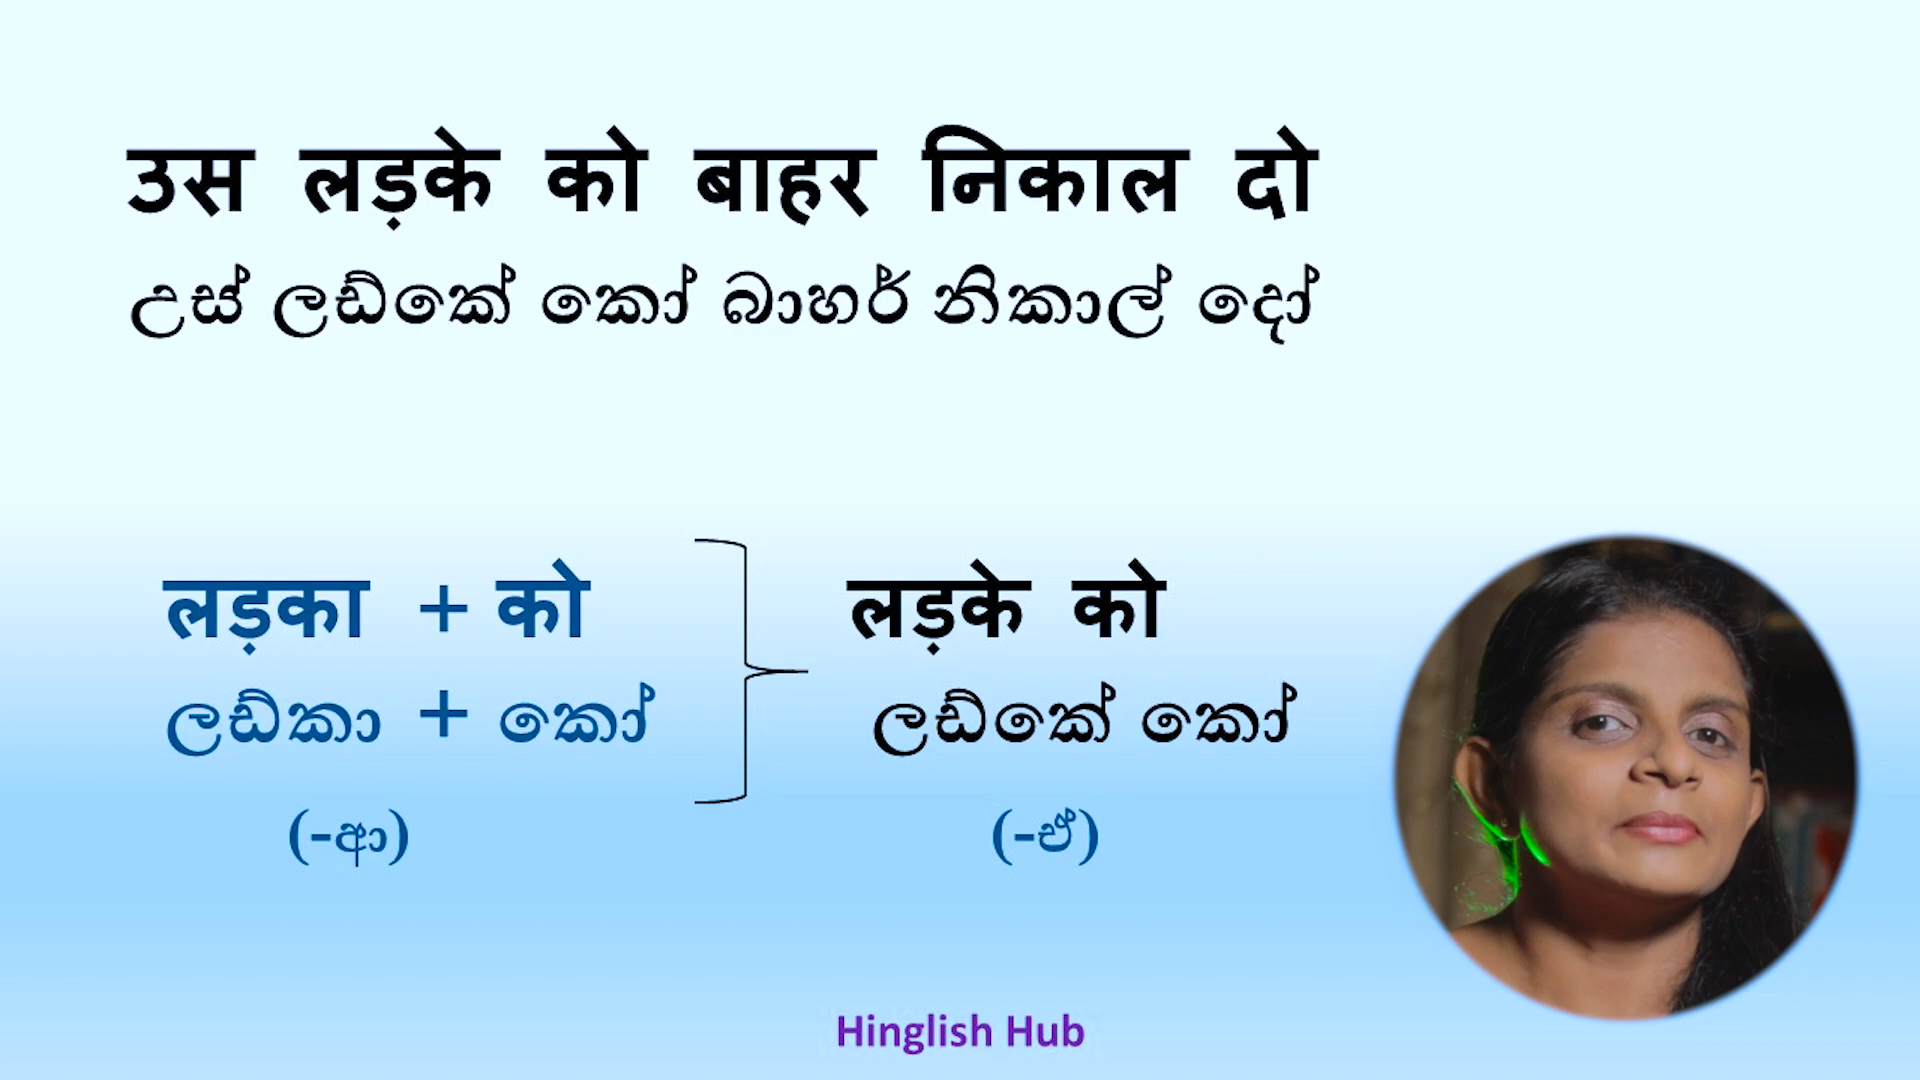 उस लड़के को बाहर निकाल दो
උස් ලඩ්කේ කෝ බාහර් නිකාල් දෝ
लड़का + को लड़के को
ලඩ්කා + කෝ ලඩ්කේ කෝ
(-ආ) (-ඒ)
Hinglish Hub